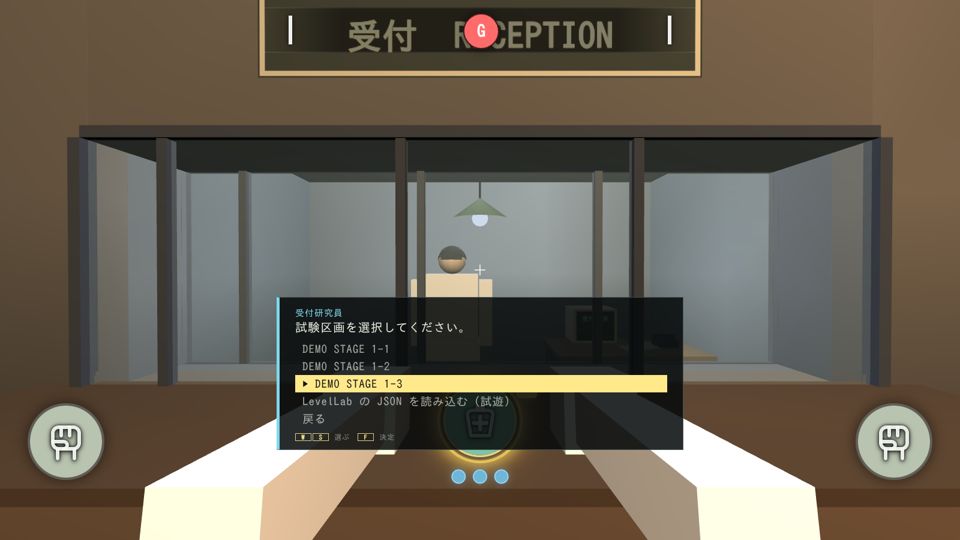 受付 RECEPTION
G
受付研究員
試験区画を選択してください。
DEMO STAGE 1-1
DEMO STAGE 1-2
▶ DEMO STAGE 1-3
LevelLab の JSON を読み込む（試遊）
戻る
W S 選ぶ F 決定